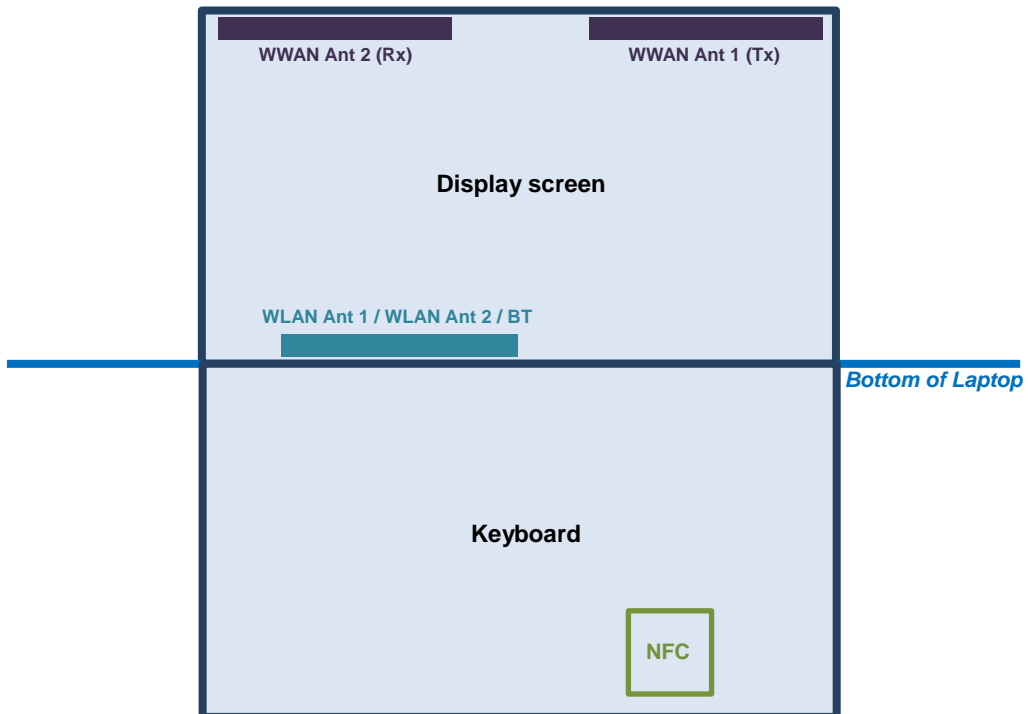 WWAN Ant 2 (Rx)
WWAN Ant 1 (Tx)
Display screen
WLAN Ant 1 / WLAN Ant 2 / BT
Bottom of Laptop
Keyboard
NFC